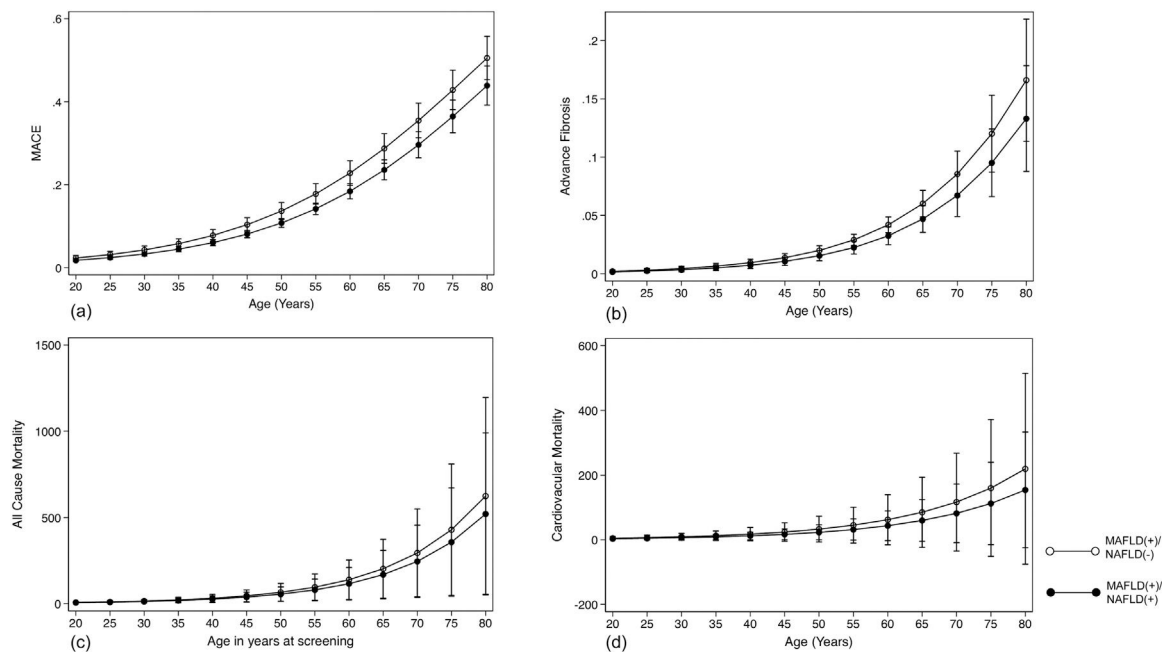 .6
.4
.2
0
MACE
20 25 30 35 40 45 50 55 60 65 70 75 80
(a)
Age (Years)
.2
.15
.1
.05
0
Advance Fibrosis
20 25 30 35 40 45 50 55 60 65 70 75 80
(b)
Age (Years)
1500
1000
500
0
All Cause Mortality
20 25 30 35 40 45 50 55 60 65 70 75 80
(c)
Age in years at screening
600
400
200
0
-200
Cardiovacular Mortality
20 25 30 35 40 45 50 55 60 65 70 75 80
(d)
Age (Years)
MAFLD(+)/
NAFLD(-)
MAFLD(+)/
NAFLD(+)